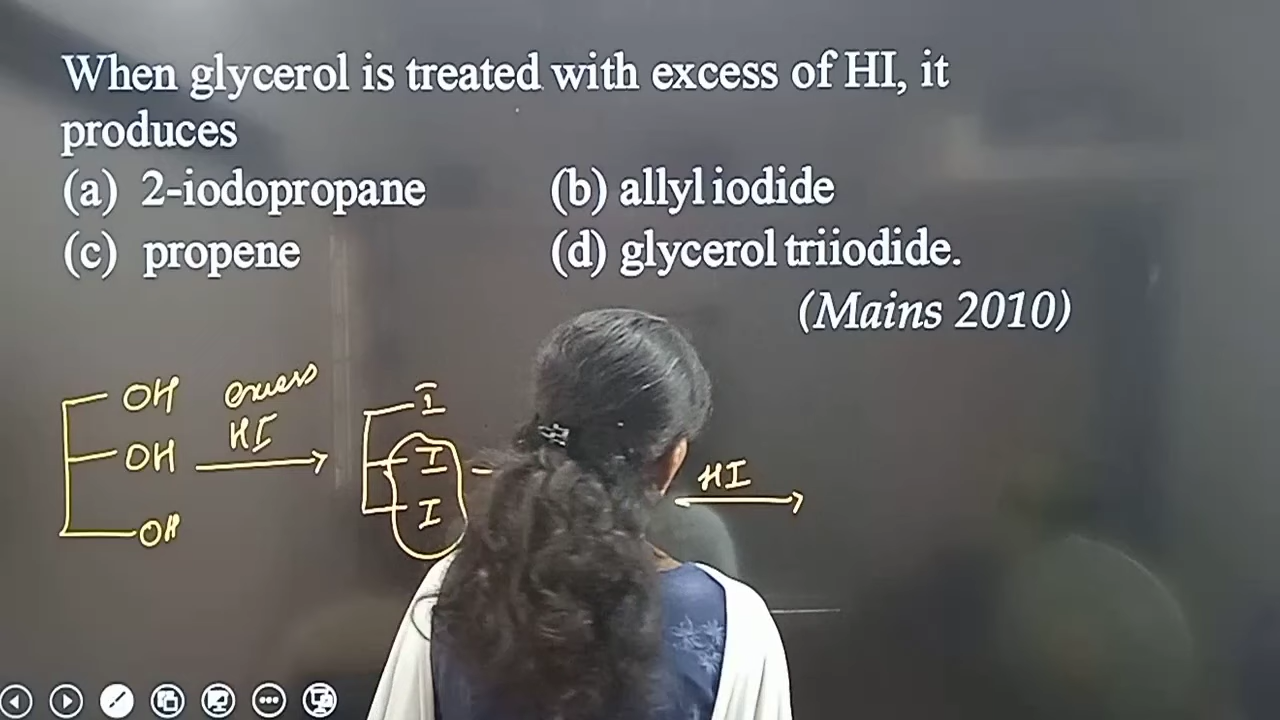 When glycerol is treated with excess of HI, it
produces
(a) 2-iodopropane (b) allyl iodide
(c) propene (d) glycerol triiodide.
(Mains 2010)
OH
OH
OH
excess
HI
I
I
I
HI